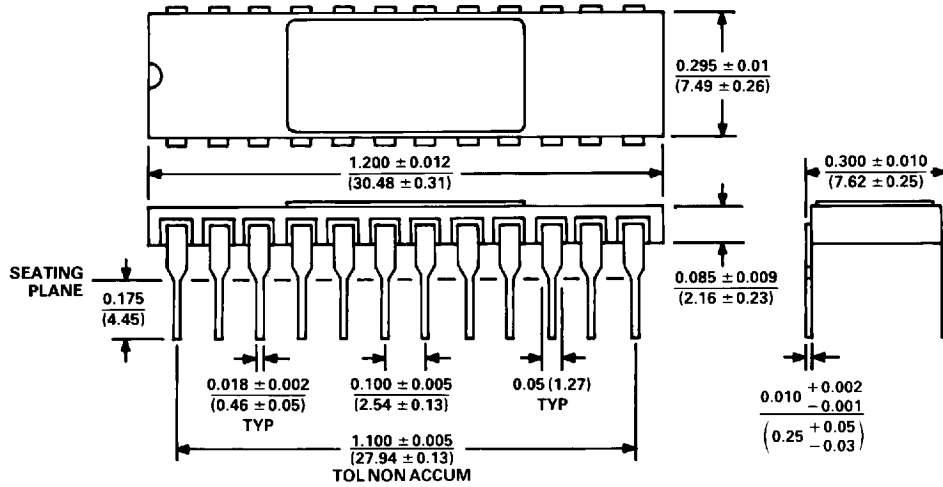 0.295 ± 0.01
(7.49 ± 0.26)
1.200 ± 0.012
(30.48 ± 0.31)
0.300 ± 0.010
(7.62 ± 0.25)
SEATING
PLANE
0.175
(4.45)
0.085 ± 0.009
(2.16 ± 0.23)
0.018 ± 0.002
(0.46 ± 0.05)
TYP
0.100 ± 0.005
(2.54 ± 0.13)
0.05 (1.27)
TYP
0.010 + 0.002
- 0.001
(0.25 + 0.05
- 0.03)
1.100 ± 0.005
(27.94 ± 0.13)
TOL NON ACCUM